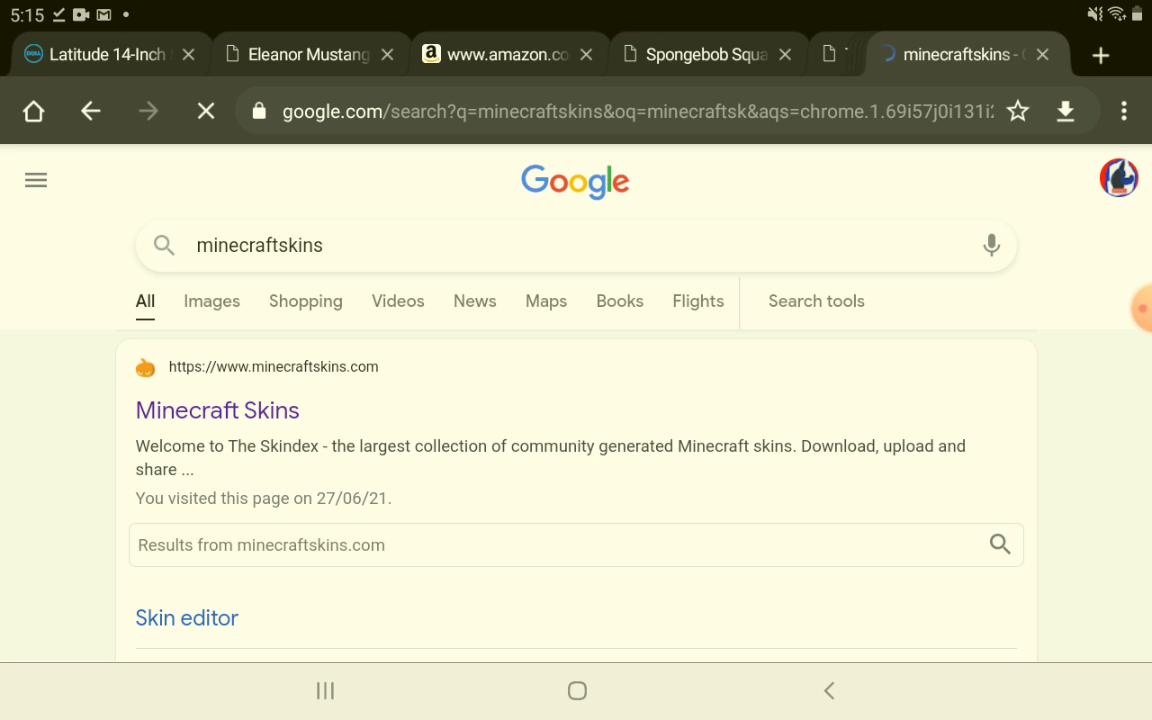 5:15
Latitude 14-Inch
Eleanor Mustang
www.amazon.co
Spongebob Squa
minecraftskins -
google.com/search?q=minecraftskins&oq=minecraftsk&aqs=chrome.1.69i57j0i131i
Google
minecraftskins
All Images Shopping Videos News Maps Books Flights Search tools
https://www.minecraftskins.com
Minecraft Skins
Welcome to The Skindex - the largest collection of community generated Minecraft skins. Download, upload and
share ...
You visited this page on 27/06/21.
Results from minecraftskins.com
Skin editor